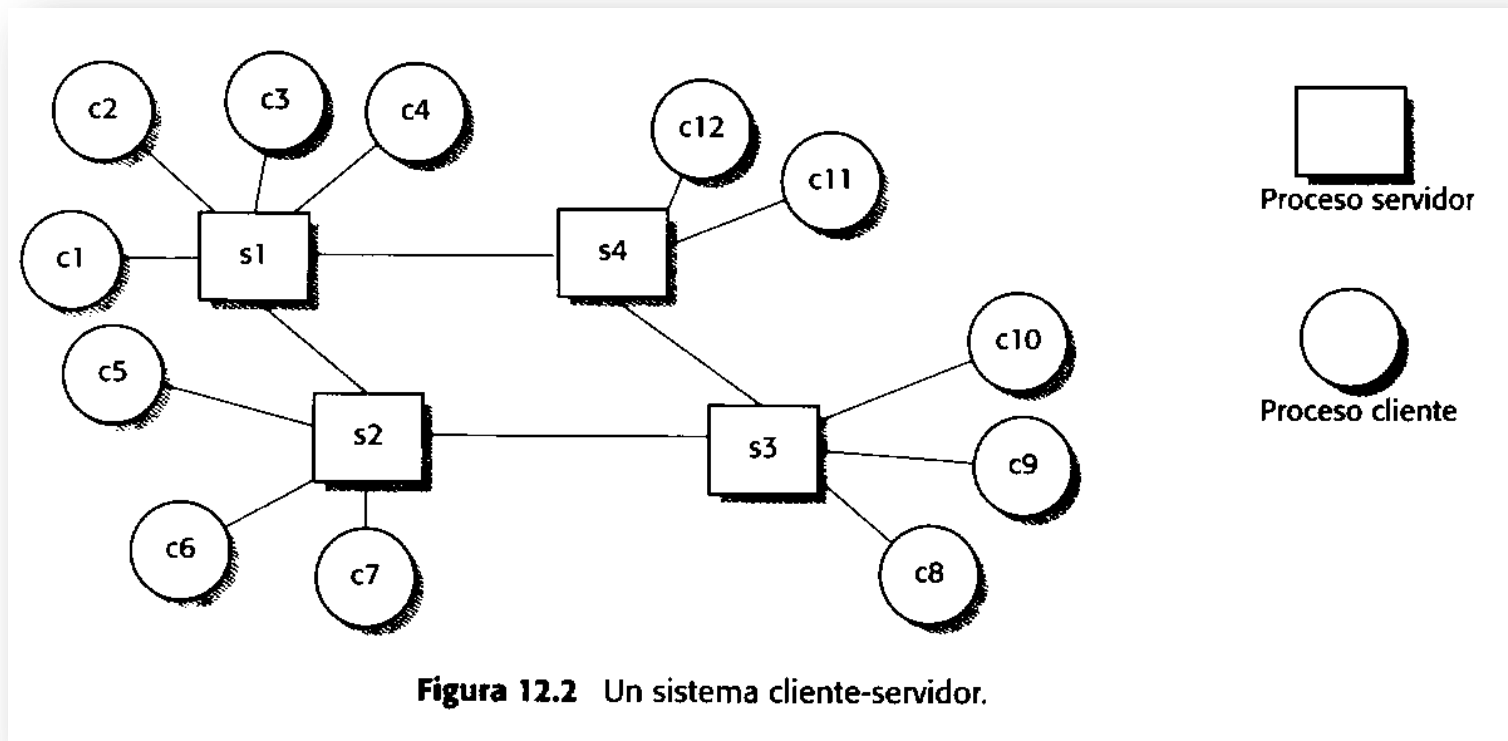 c2
c3
c4
c12
c11
c1
s1
s4
Proceso servidor
c5
c10
s2
s3
Proceso cliente
c9
c6
c7
c8
Figura 12.2 Un sistema cliente-servidor.